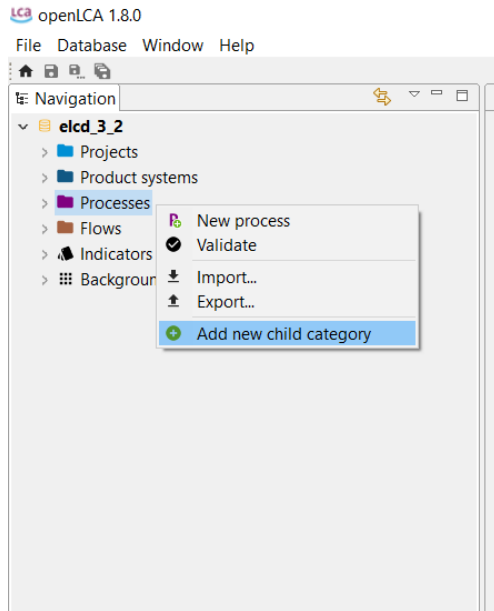 LCA openLCA 1.8.0
File Database Window Help
Navigation
elcd_3_2
Projects
Product systems
Processes
New process
Flows
Validate
Indicators
Import...
Backgroun
Export...
Add new child category